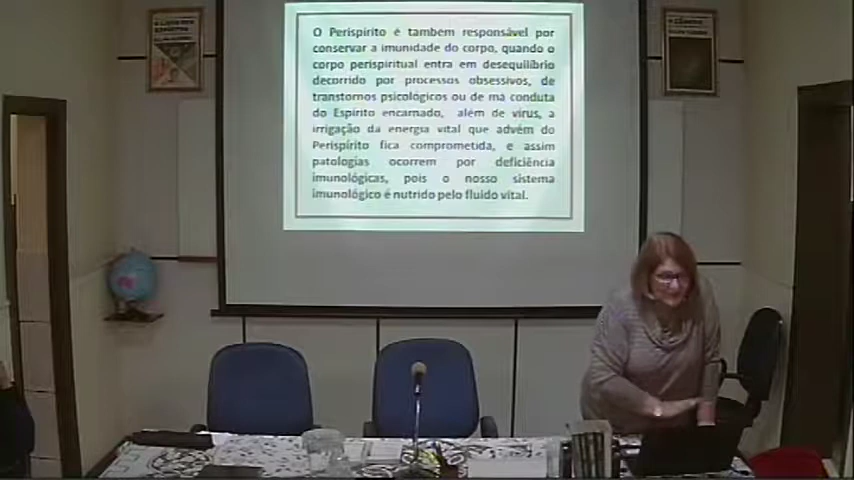 O Perispírito é tambem responsável por
conservar a imunidade do corpo, quando o
corpo perispiritual entra em desequilíbrio
decorrido por processos obsessivos, de
transtornos psicológicos ou de má conduta
do Espírito encarnado, além de vírus, a
irrigação da energia vital que advém do
Perispírito fica comprometida, e assim
patologias ocorrem por deficiência
imunológicas, pois o nosso sistema
imunológico é nutrido pelo fluido vital.